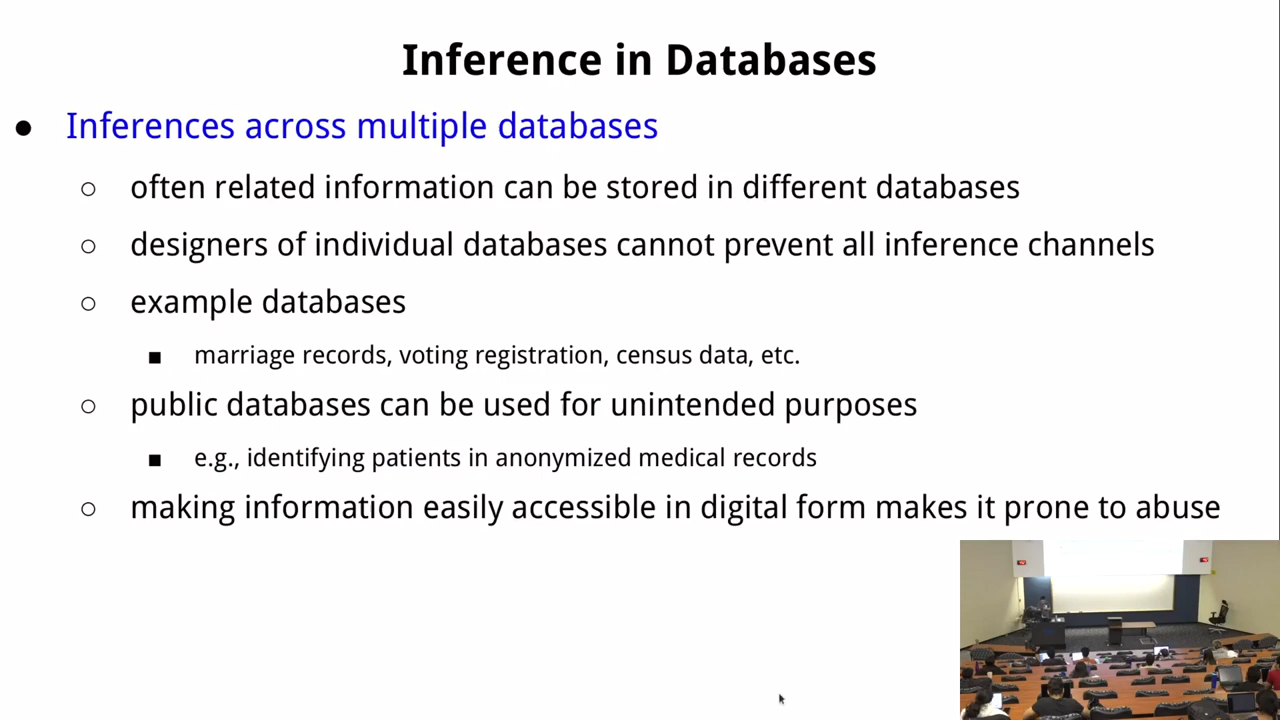 Inference in Databases
● Inferences across multiple databases
○ often related information can be stored in different databases
○ designers of individual databases cannot prevent all inference channels
○ example databases
■ marriage records, voting registration, census data, etc.
○ public databases can be used for unintended purposes
■ e.g., identifying patients in anonymized medical records
○ making information easily accessible in digital form makes it prone to abuse